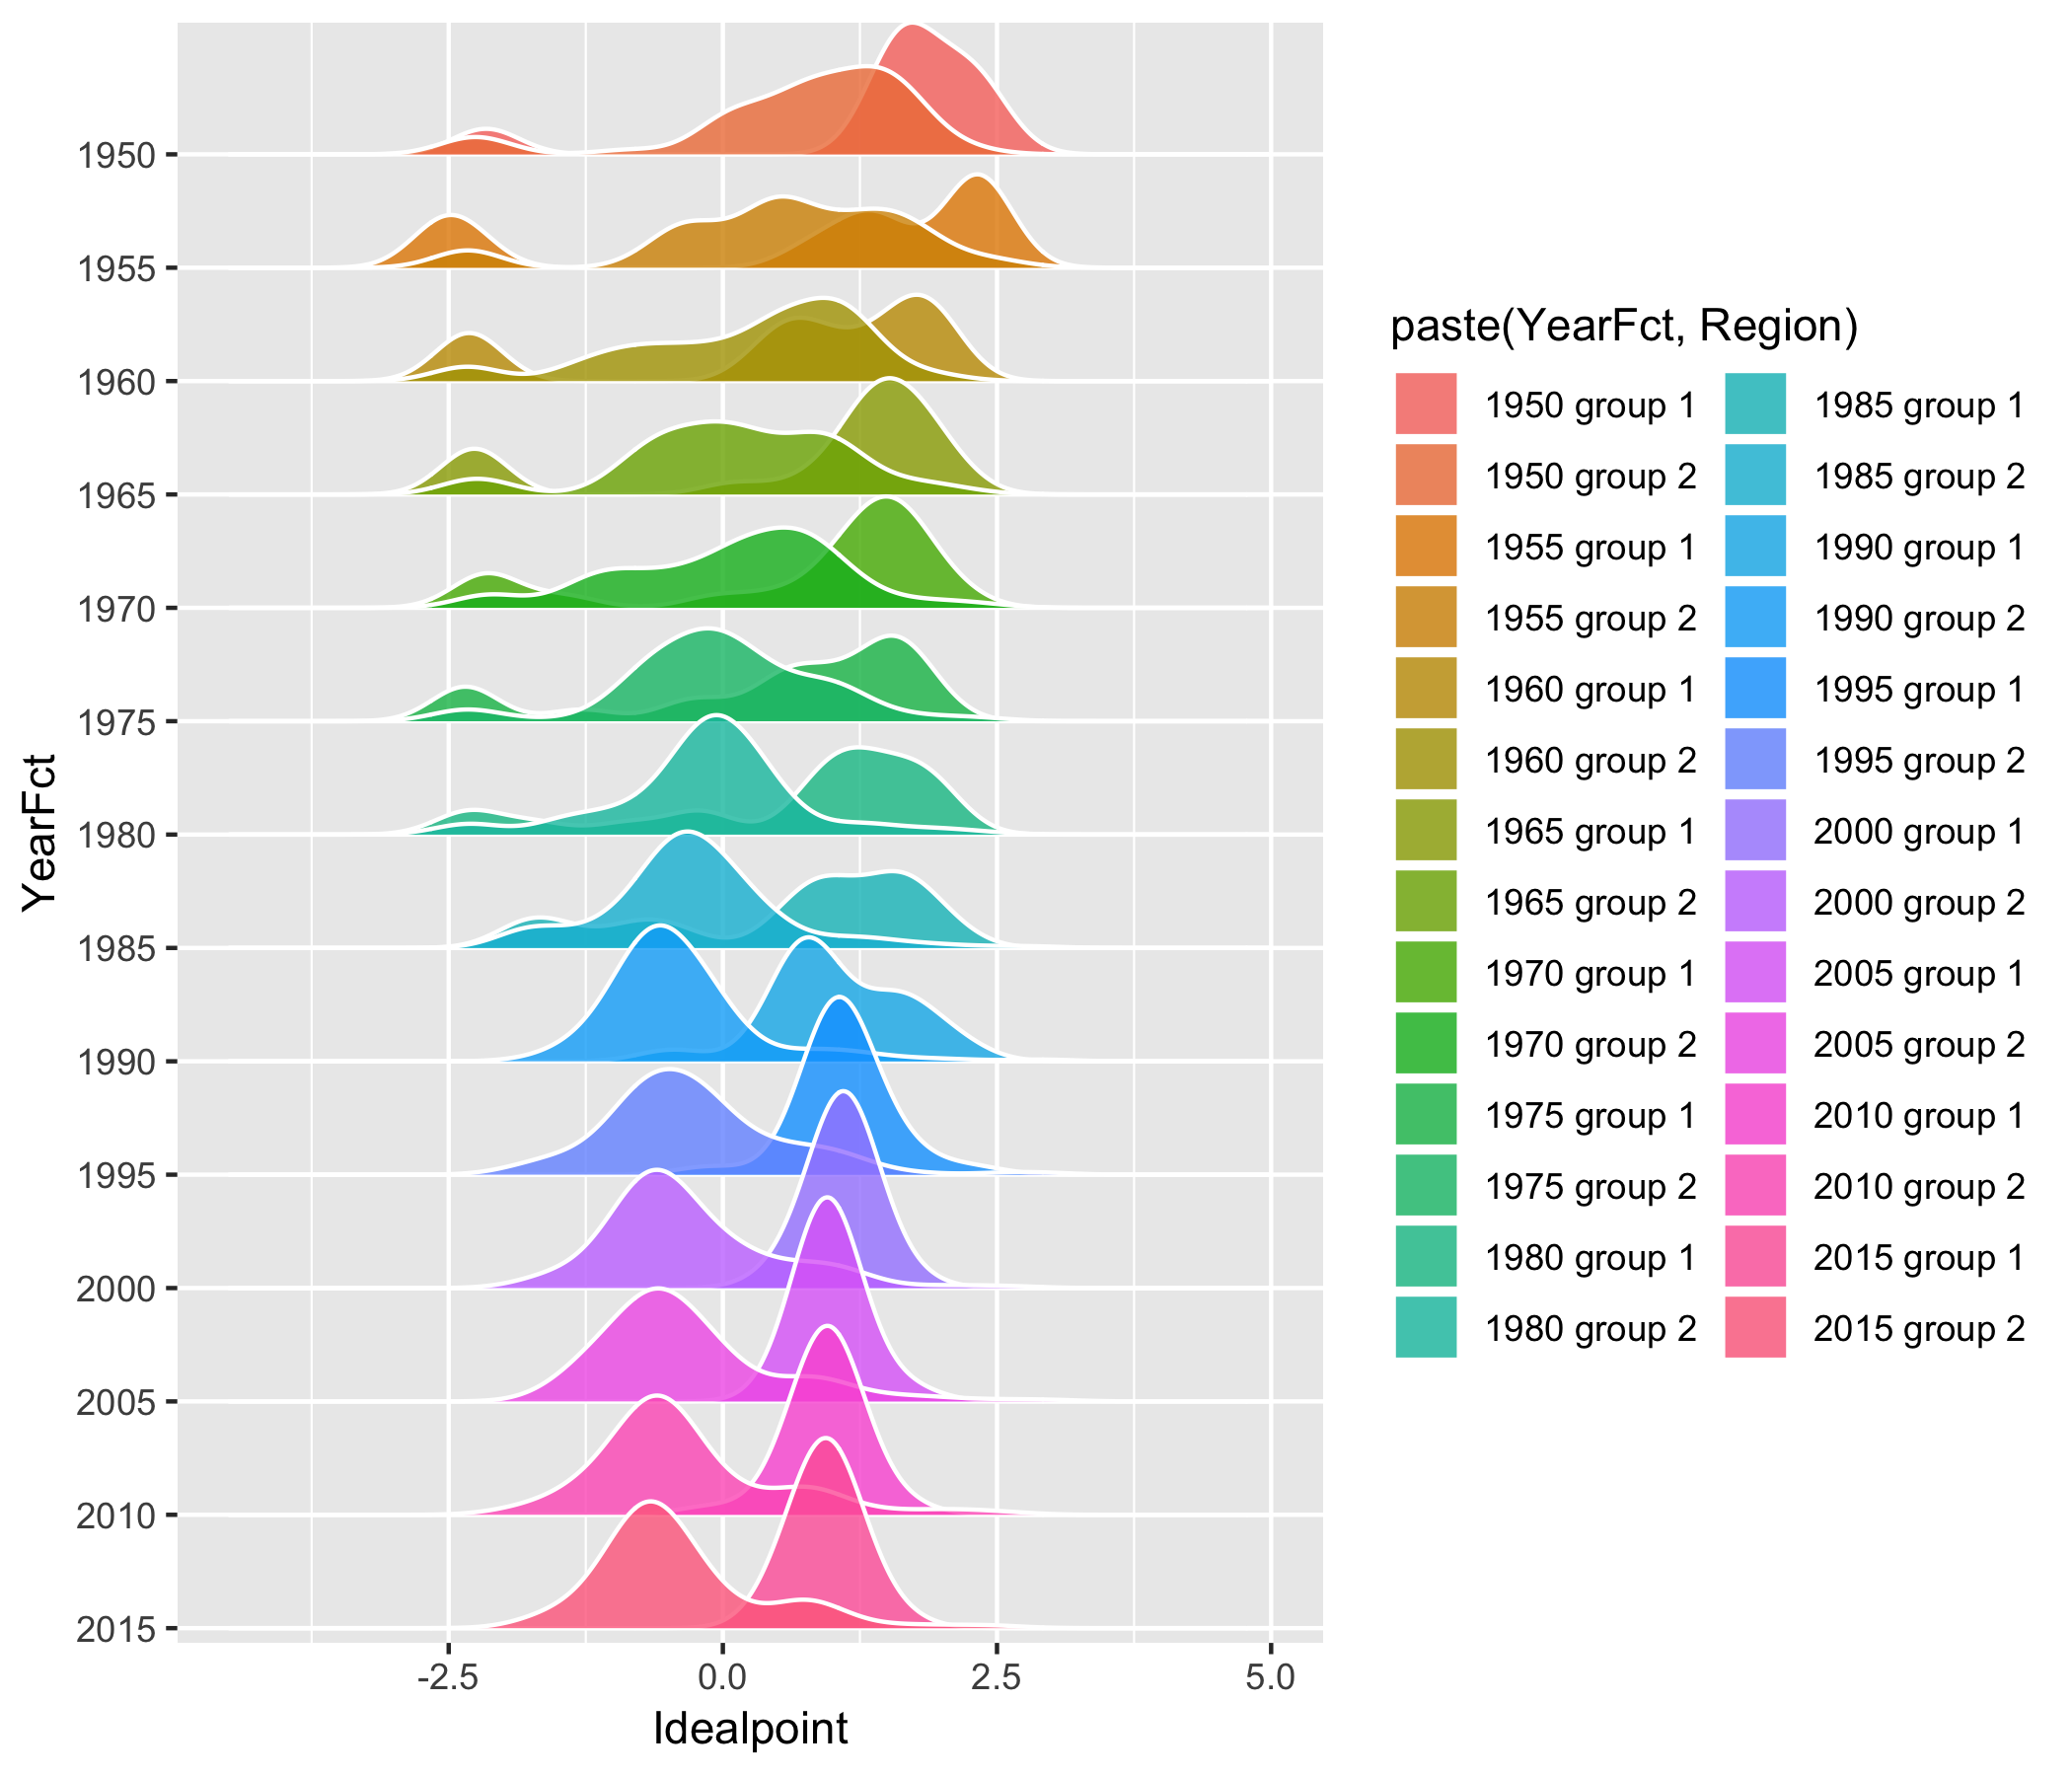 1950
1955
1960
1965
1970
1975
1980
1985
1990
1995
2000
2005
2010
2015
YearFct
-2.5 0.0 2.5 5.0
Idealpoint
paste(YearFct, Region)
1950 group 1
1950 group 2
1955 group 1
1955 group 2
1960 group 1
1960 group 2
1965 group 1
1965 group 2
1970 group 1
1970 group 2
1975 group 1
1975 group 2
1980 group 1
1980 group 2
1985 group 1
1985 group 2
1990 group 1
1990 group 2
1995 group 1
1995 group 2
2000 group 1
2000 group 2
2005 group 1
2005 group 2
2010 group 1
2010 group 2
2015 group 1
2015 group 2